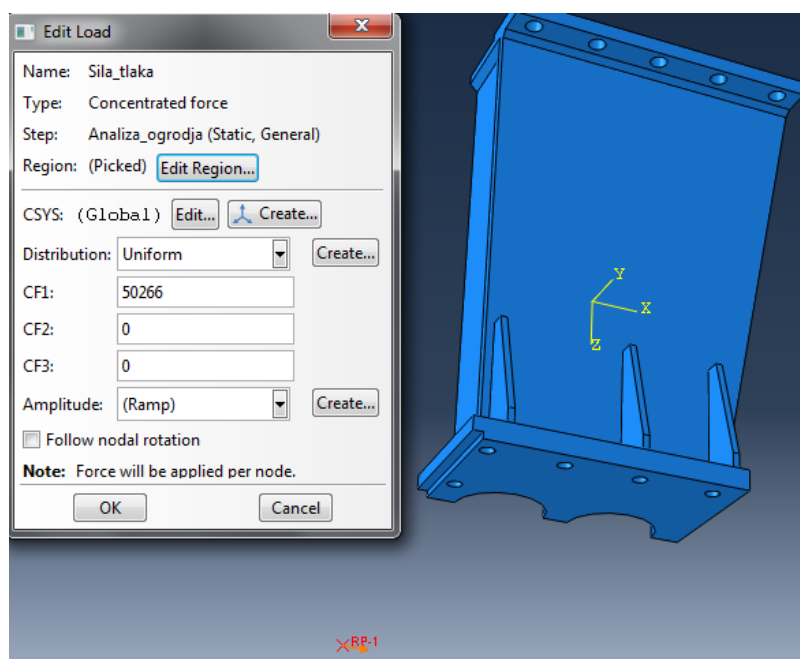 Edit Load
Name: Sila_tlaka
Type: Concentrated force
Step: Analiza_ogrodja (Static, General)
Region: (Picked) Edit Region...
CSYS: (Global) Edit... Create...
Distribution: Uniform Create...
CF1: 50266
CF2: 0
CF3: 0
Amplitude: (Ramp) Create...
Follow nodal rotation
Note: Force will be applied per node.
OK Cancel
Y
X
Z
RP-1